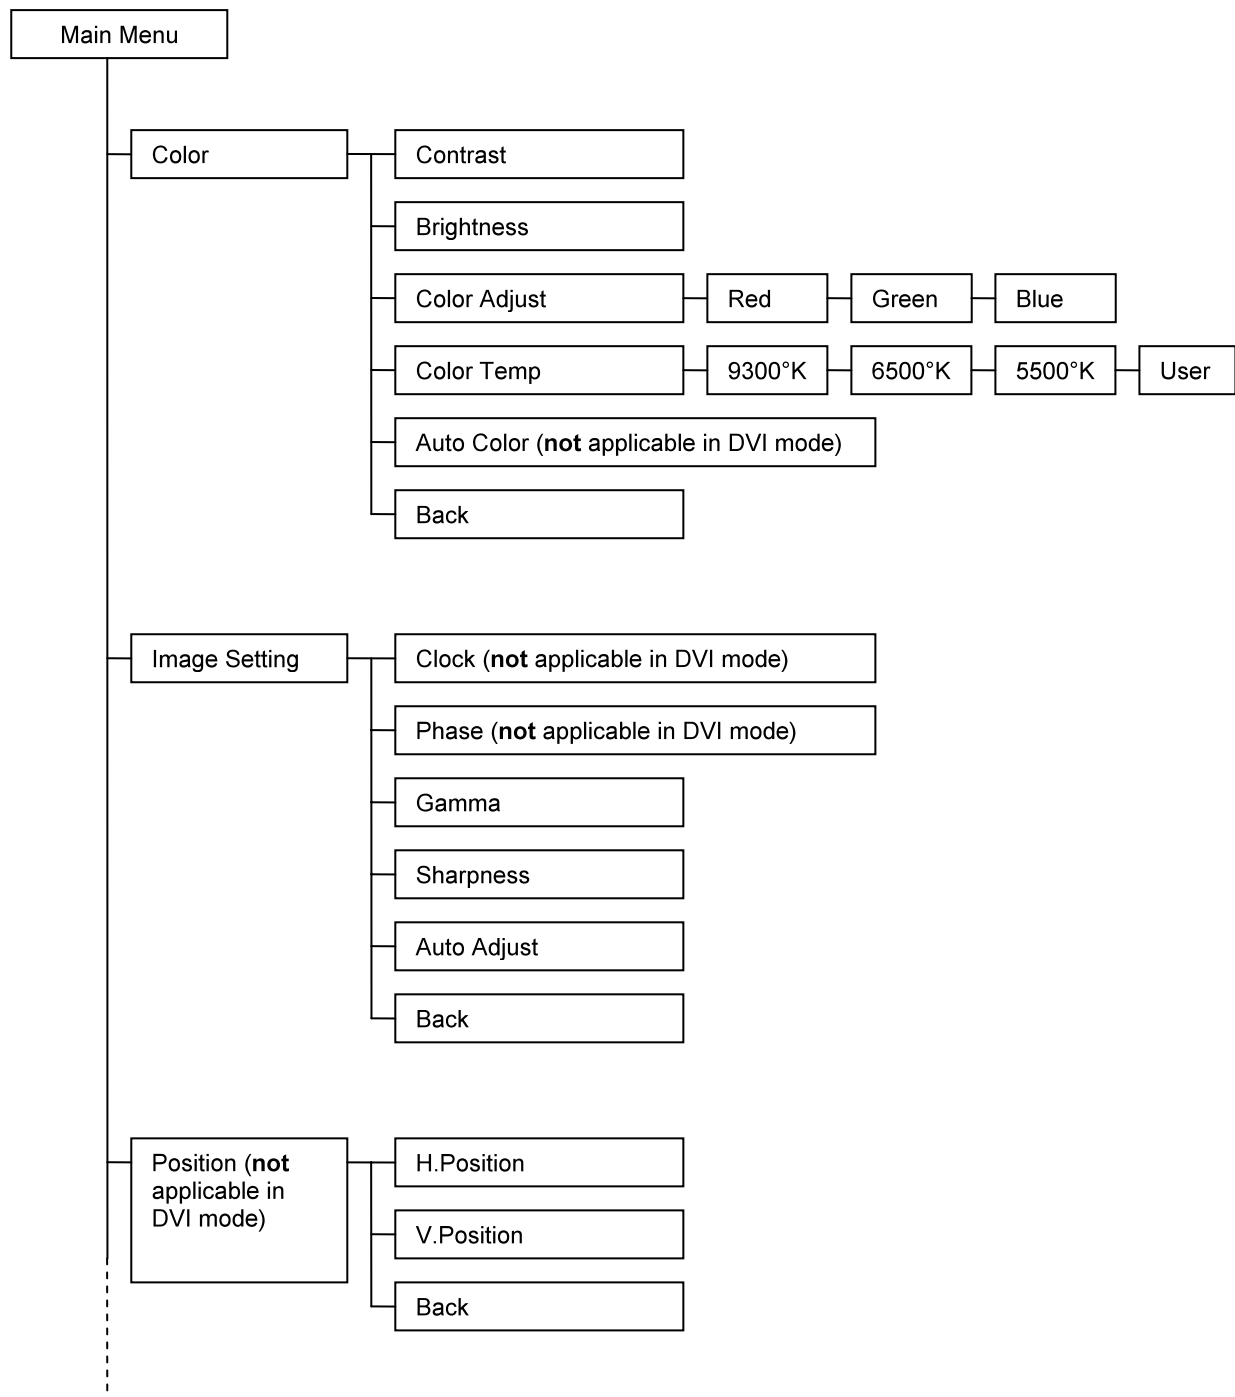 Main Menu
Color
Contrast
Brightness
Color Adjust
Red
Green
Blue
Color Temp
9300°K
6500°K
5500°K
User
Auto Color (not applicable in DVI mode)
Back
Image Setting
Clock (not applicable in DVI mode)
Phase (not applicable in DVI mode)
Gamma
Sharpness
Auto Adjust
Back
Position (not
applicable in
DVI mode)
H.Position
V.Position
Back